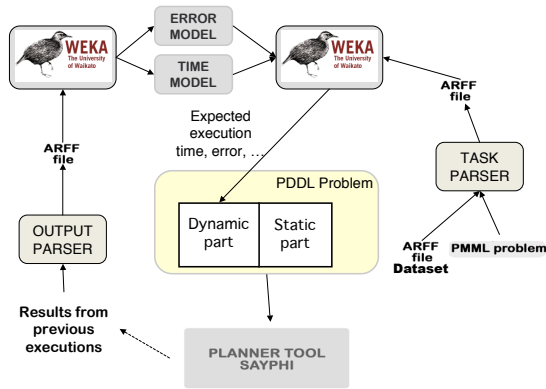 ERROR
MODEL
WEKA
The University
of Waikato
TIME
MODEL
WEKA
The University
of Waikato
ARFF
file
Expected
execution
time, error, ...
ARFF
file
TASK
PARSER
PDDL Problem
Dynamic
part
Static
part
OUTPUT
PARSER
ARFF
file
Dataset
PMML problem
Results from
previous
executions
PLANNER TOOL
SAYPHI